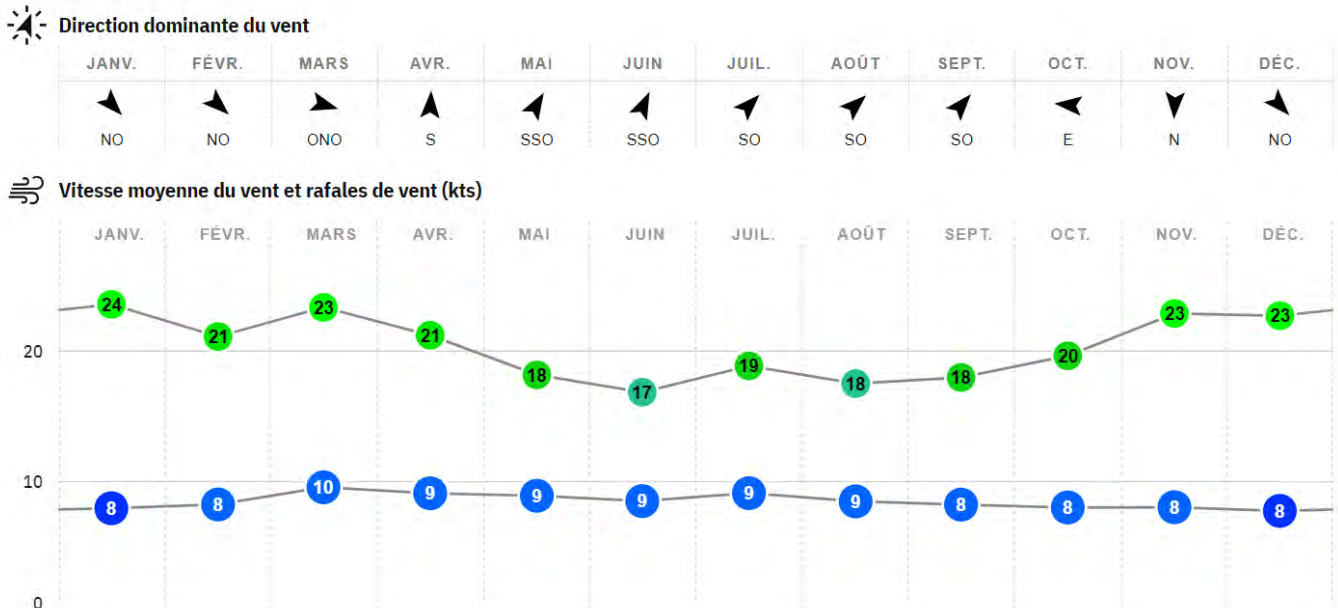 Direction dominante du vent
JANV. FÉVR. MARS AVR. MAI JUIN JUIL. AOÛT SEPT. OCT. NOV. DÉC.
NO NO ONO S SSO SSO SO SO SO E N NO
Vitesse moyenne du vent et rafales de vent (kts)
JANV. FÉVR. MARS AVR. MAI JUIN JUIL. AOÛT SEPT. OCT. NOV. DÉC.
24 21 23 21 18 17 19 18 18 20 23 23
20
10
8 8 10 9 9 9 9 9 8 8 8 8
0